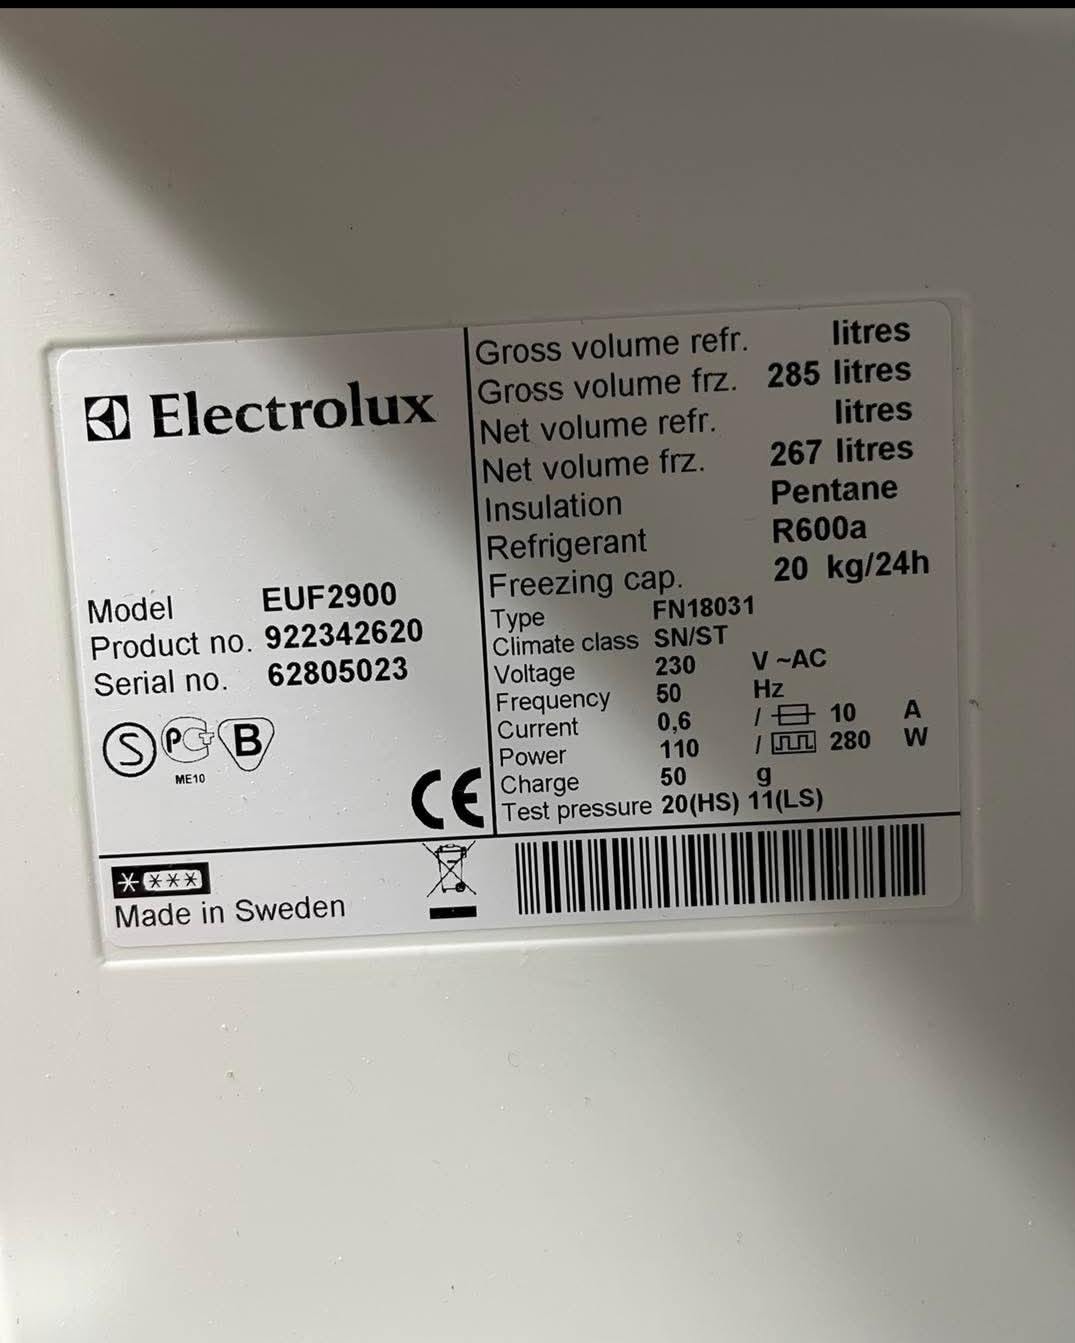 Electrolux
Model EUF2900
Product no. 922342620
Serial no. 62805023
S PCT B
ME10
CE
Made in Sweden
Gross volume refr. litres
Gross volume frz. 285 litres
Net volume refr. litres
Net volume frz. 267 litres
Insulation Pentane
Refrigerant R600a
Freezing cap. 20 kg/24h
Type FN18031
Climate class SN/ST
Voltage 230 V ~AC
Frequency 50 Hz
Current 0,6 / 10 A
Power 110 / 280 W
Charge 50 g
Test pressure 20(HS) 11(LS)